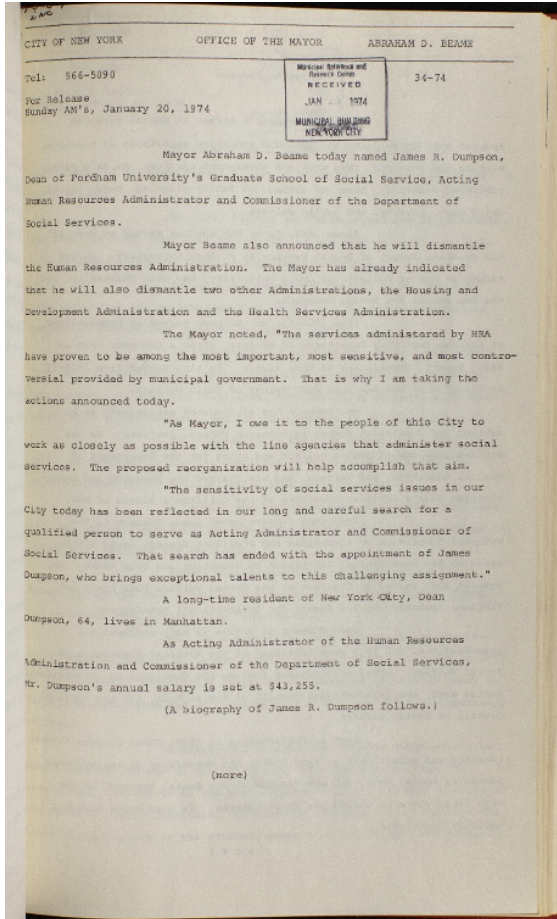 CITY OF NEW YORK OFFICE OF THE MAYOR ABRAHAM D. BEAME
Tel: 566-5090 34-74
Municipal Reference and
Research Center
RECEIVED
JAN 1974
MUNICIPAL BUILDING
NEW YORK CITY
For Release
Sunday AM's, January 20, 1974
Mayor Abraham D. Beame today named James R. Dumpson,
Dean of Fordham University's Graduate School of Social Service, Acting
Human Resources Administrator and Commissioner of the Department of
Social Services.
Mayor Beame also announced that he will dismantle
the Human Resources Administration. The Mayor has already indicated
that he will also dismantle two other Administrations, the Housing and
Development Administration and the Health Services Administration.
The Mayor noted, "The services administered by HRA
have proven to be among the most important, most sensitive, and most contro-
versial provided by municipal government. That is why I am taking the
actions announced today.
"As Mayor, I owe it to the people of this City to
work as closely as possible with the line agencies that administer social
services. The proposed reorganization will help accomplish that aim.
"The sensitivity of social services issues in our
City today has been reflected in our long and careful search for a
qualified person to serve as Acting Administrator and Commissioner of
Social Services. That search has ended with the appointment of James
Dumpson, who brings exceptional talents to this challenging assignment."
A long-time resident of New York City, Dean
Dumpson, 64, lives in Manhattan.
As Acting Administrator of the Human Resources
Administration and Commissioner of the Department of Social Services,
Mr. Dumpson's annual salary is set at $43,255.
(A biography of James R. Dumpson follows.)
(more)